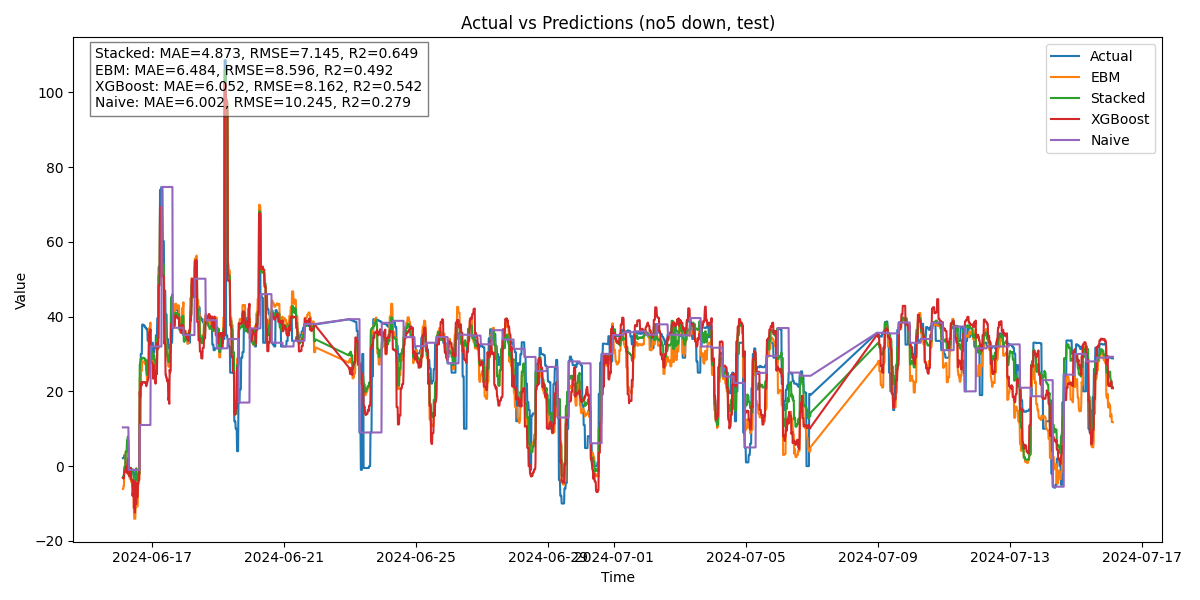 Actual vs Predictions (no5 down, test)
Stacked: MAE=4.873, RMSE=7.145, R2=0.649
EBM: MAE=6.484, RMSE=8.596, R2=0.492
XGBoost: MAE=6.052, RMSE=8.162, R2=0.542
Naive: MAE=6.002, RMSE=10.245, R2=0.279
Actual
EBM
Stacked
XGBoost
Naive
Value
100
80
60
40
20
0
−20
2024-06-17 2024-06-21 2024-06-25 2024-06-29 2024-07-01 2024-07-05 2024-07-09 2024-07-13 2024-07-17
Time